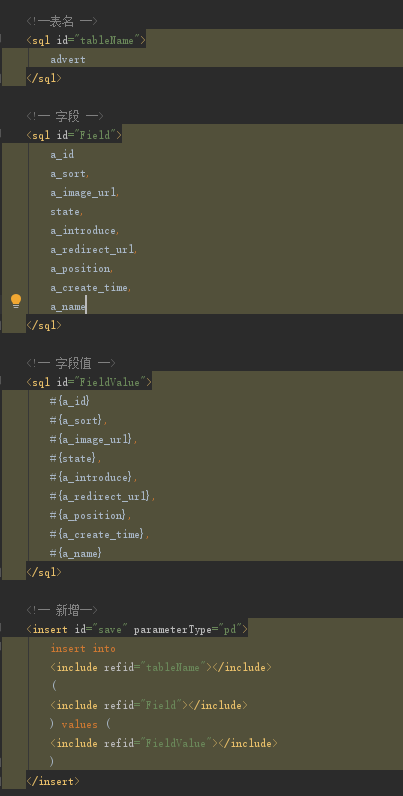 <!--表名 -->
<sql id="tableName">
advert
</sql>
<!-- 字段 -->
<sql id="Field">
a_id
a_sort,
a_image_url,
state,
a_introduce,
a_redirect_url,
a_position,
a_create_time,
a_name
</sql>
<!-- 字段值 -->
<sql id="FieldValue">
#{a_id}
#{a_sort},
#{a_image_url},
#{state},
#{a_introduce},
#{a_redirect_url},
#{a_position},
#{a_create_time},
#{a_name}
</sql>
<!-- 新增-->
<insert id="save" parameterType="pd">
insert into
<include refid="tableName"></include>
(
<include refid="Field"></include>
) values (
<include refid="FieldValue"></include>
)
</insert>